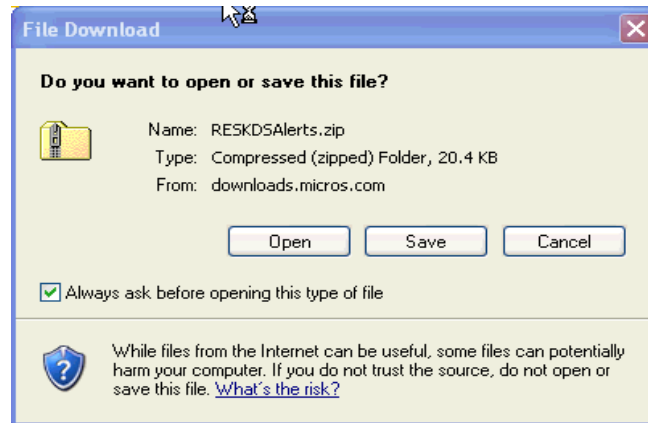 File Download
Do you want to open or save this file?
Name: RESKDSAlerts.zip
Type: Compressed (zipped) Folder, 20.4 KB
From: downloads.micros.com
Open Save Cancel
Always ask before opening this type of file
While files from the Internet can be useful, some files can potentially
harm your computer. If you do not trust the source, do not open or
save this file. What's the risk?